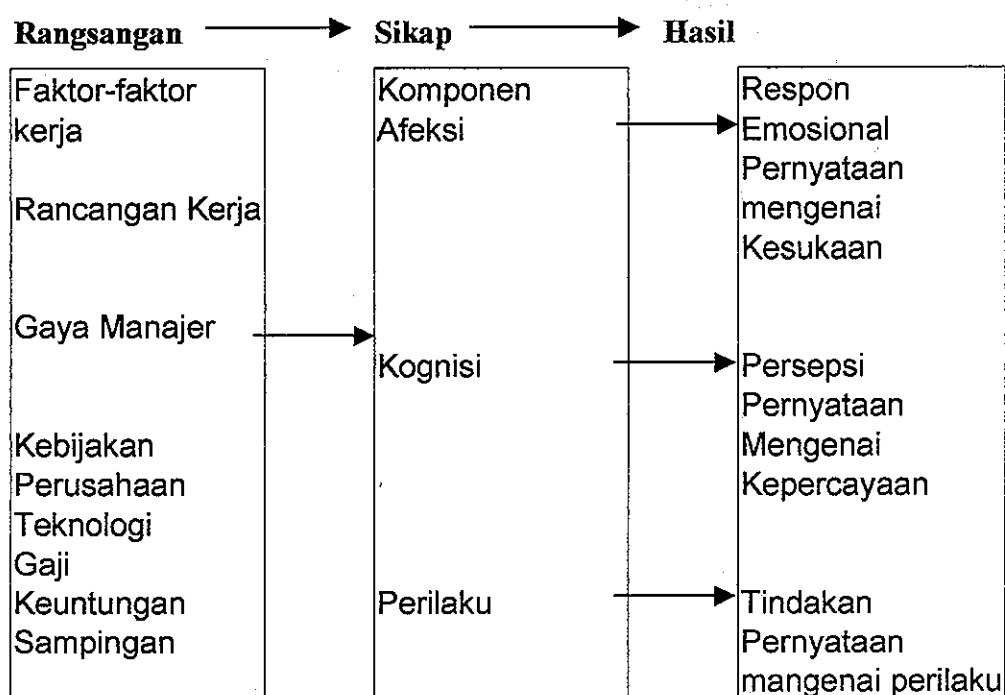 Rangsangan Sikap Hasil
Faktor-faktor
kerja
Rancangan Kerja
Gaya Manajer
Kebijakan
Perusahaan
Teknologi
Gaji
Keuntungan
Sampingan
Komponen
Afeksi
Kognisi
Perilaku
Respon
Emosional
Pernyataan
mengenai
Kesukaan
Persepsi
Pernyataan
Mengenai
Kepercayaan
Tindakan
Pernyataan
mangenai perilaku